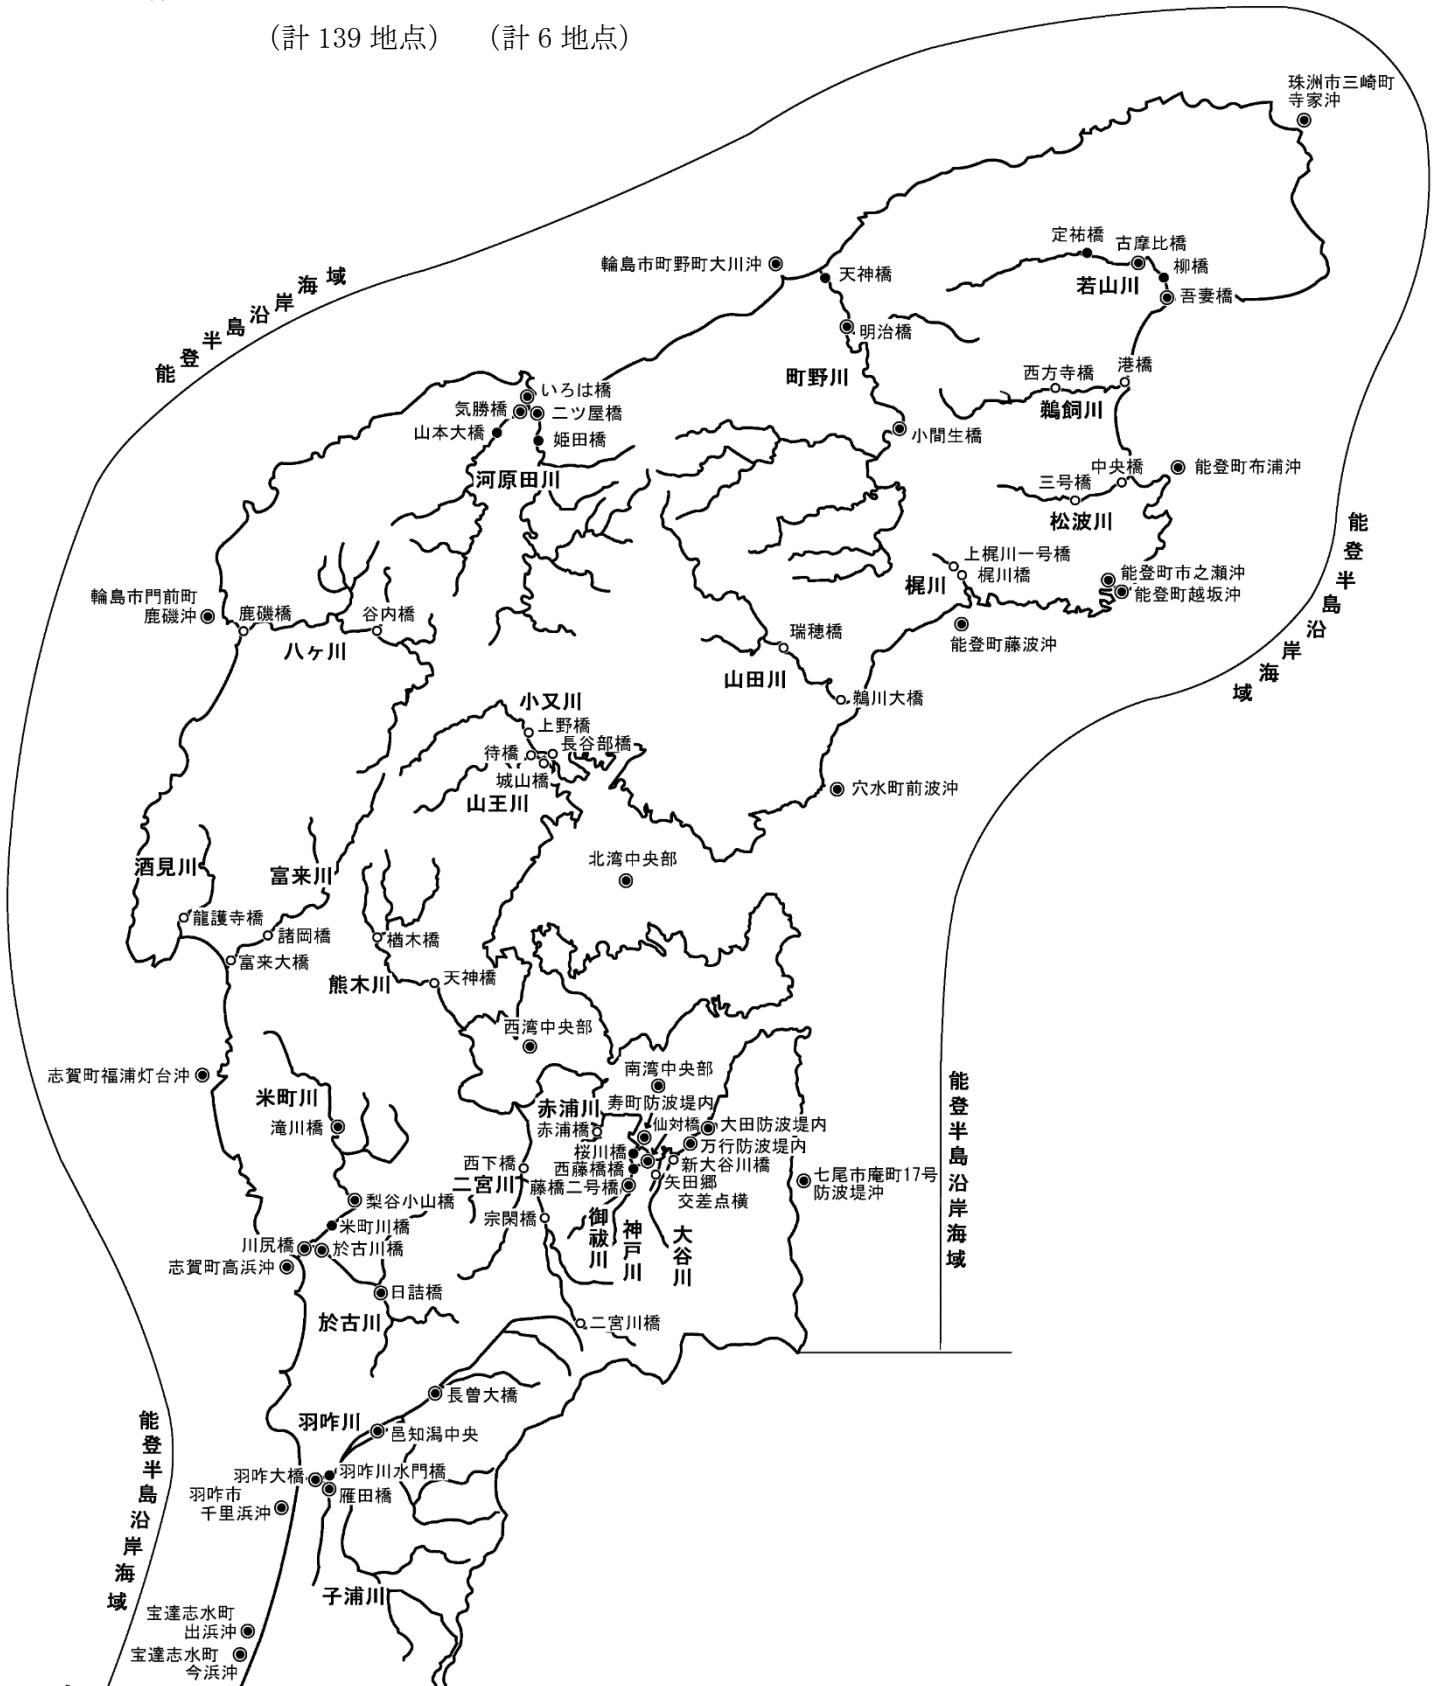 (計 139 地点) (計 6 地点)
珠洲市三崎町
寺家沖
能登半島沿岸海域
輪島市町野町大川沖
天神橋
定祐橋
古摩比橋
柳橋
若山川
吾妻橋
明治橋
町野川
港橋
西方寺橋
鵜飼川
いろは橋
気勝橋
二ツ屋橋
山本大橋
姫田橋
小間生橋
河原田川
中央橋
能登町布浦沖
三号橋
松波川
能登半島沿岸海域
上梶川一号橋
梶川橋
梶川
能登町市之瀬沖
能登町越坂沖
輪島市門前町
鹿磯沖
鹿磯橋
谷内橋
八ヶ川
瑞穂橋
能登町藤波沖
山田川
鵜川大橋
小又川
上野橋
長谷部橋
待橋
城山橋
山王川
穴水町前波沖
北湾中央部
酒見川
富来川
龍護寺橋
諸岡橋
富来大橋
楢木橋
天神橋
熊木川
西湾中央部
志賀町福浦灯台沖
南湾中央部
米町川
赤浦川
寿町防波堤内
滝川橋
赤浦橋
仙対橋
大田防波堤内
万行防波堤内
桜川橋
西藤橋橋
新大谷川橋
西下橋
二宮川
藤橋二号橋
矢田郷
交差点横
七尾市庵町17号
防波堤沖
能登半島沿岸海域
梨谷小山橋
宗閑橋
御祓川
神戸川
大谷川
米町川橋
川尻橋
於古川橋
志賀町高浜沖
日詰橋
於古川
二宮川橋
長曽大橋
羽咋川
邑知潟中央
能登半島沿岸海域
羽咋大橋
羽咋川水門橋
羽咋市
千里浜沖
雁田橋
子浦川
宝達志水町
出浜沖
宝達志水町
今浜沖